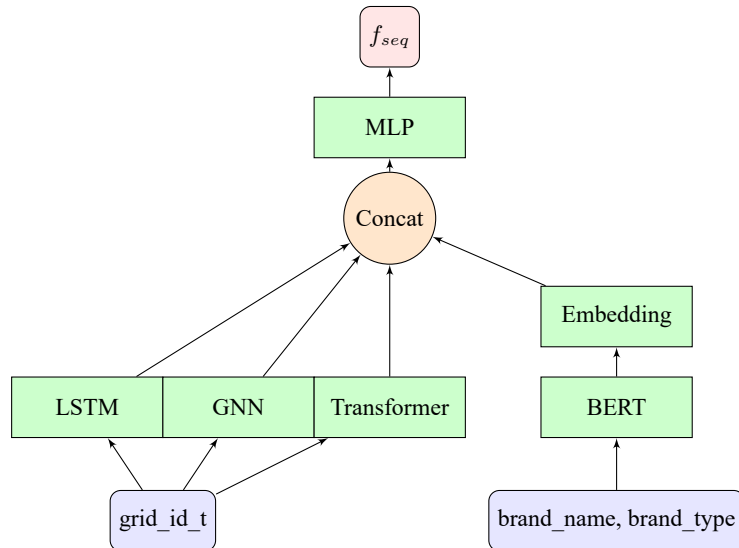 f_seq
MLP
Concat
Embedding
LSTM GNN Transformer BERT
grid_id_t brand_name, brand_type